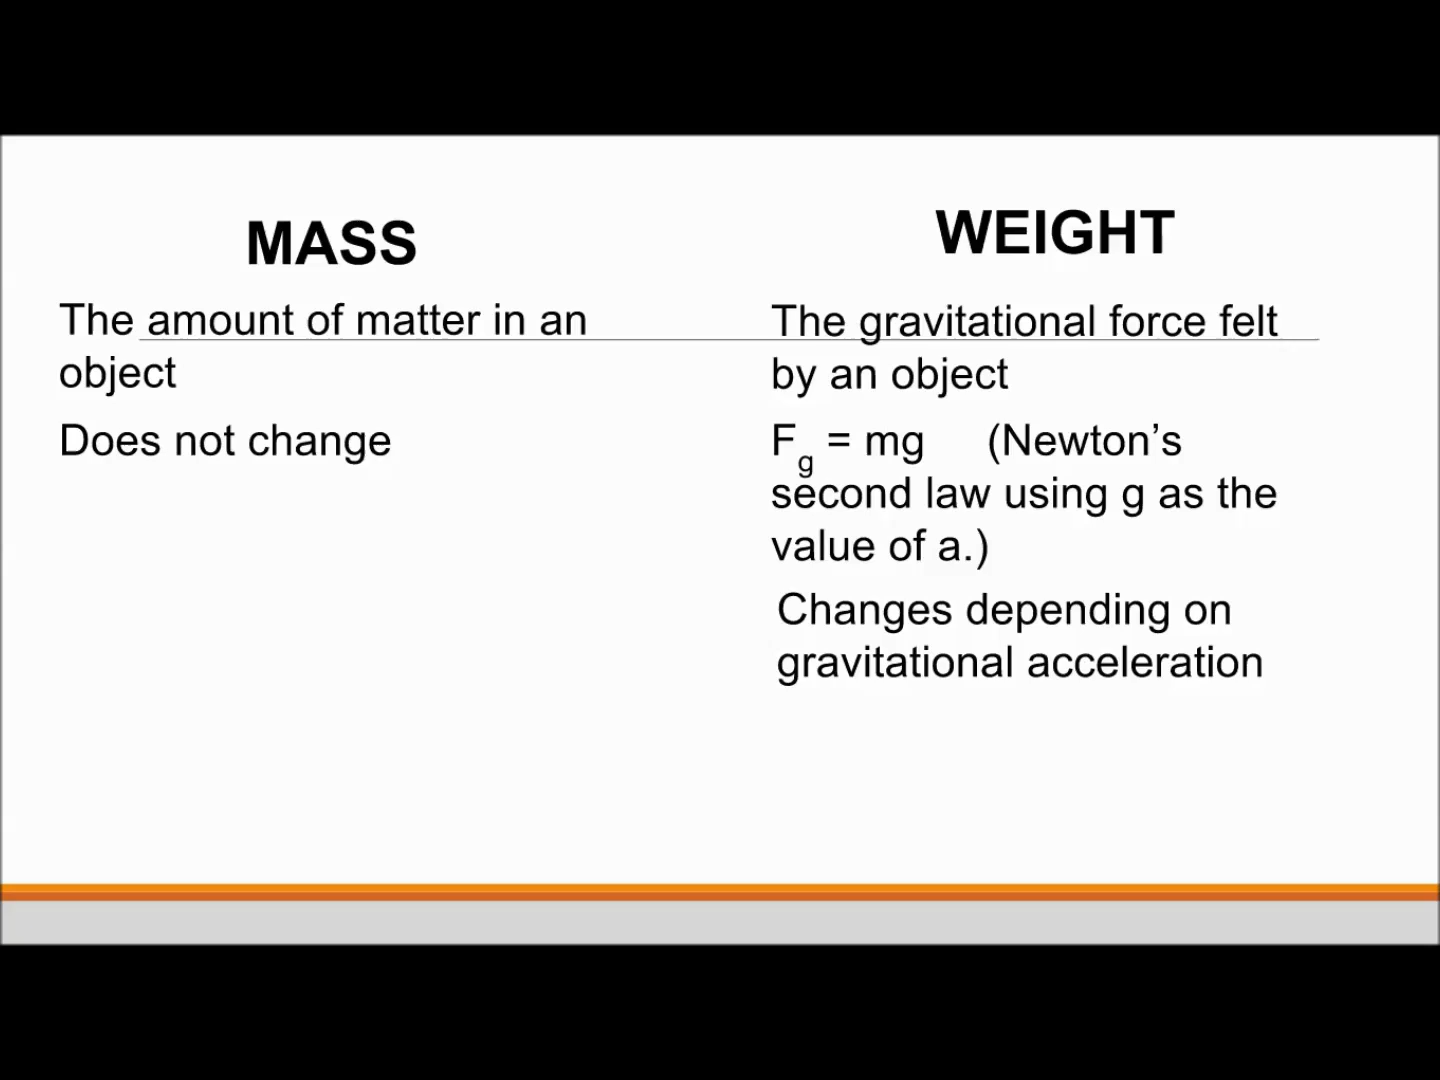 MASS
The amount of matter in an
object
Does not change
WEIGHT
The gravitational force felt
by an object
Fg = mg (Newton’s
second law using g as the
value of a.)
Changes depending on
gravitational acceleration